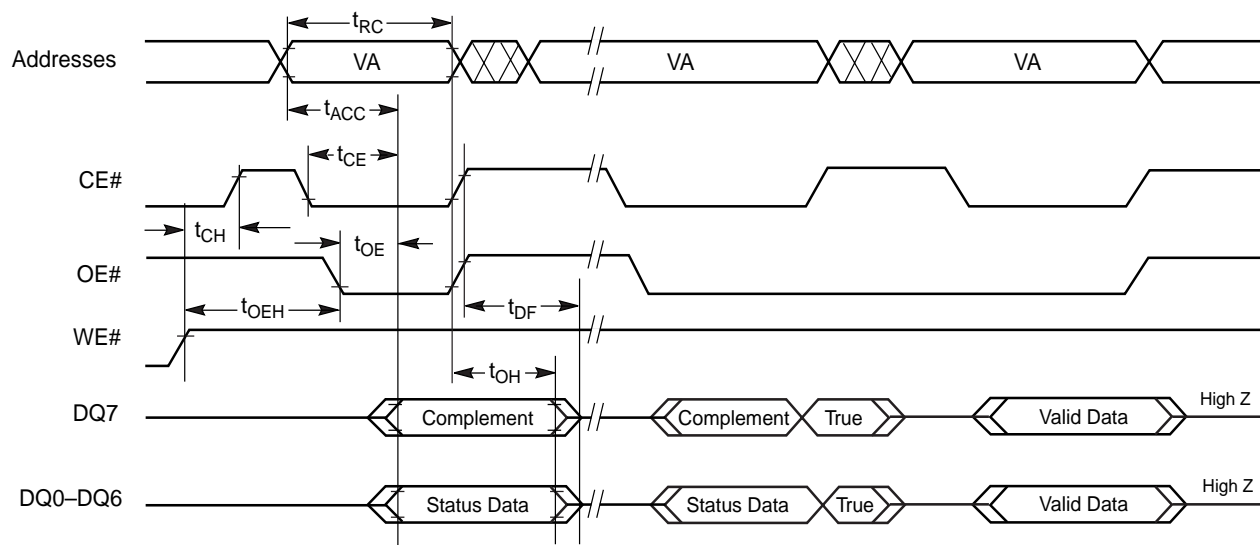 tRC
Addresses VA VA VA
tACC
tCE
CE#
tCH tOE
OE#
tOEH tDF
WE#
tOH
DQ7 Complement Complement True Valid Data High Z
DQ0–DQ6 Status Data Status Data True Valid Data High Z